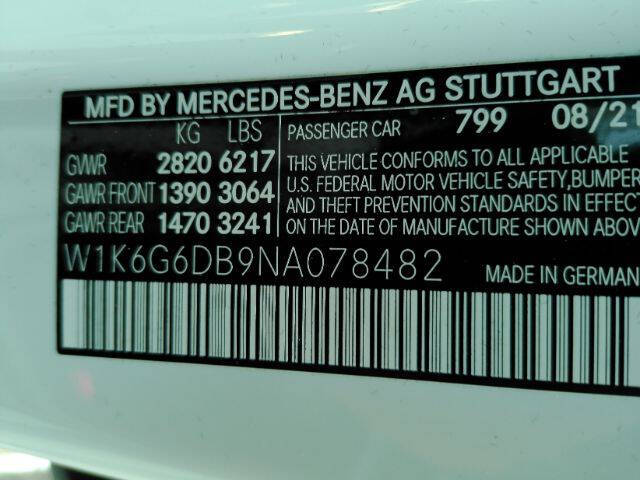 MFD BY MERCEDES-BENZ AG STUTTGART
KG LBS
GVWR 2820 6217
GAWR FRONT 1390 3064
GAWR REAR 1470 3241
PASSENGER CAR 799 08/21
THIS VEHICLE CONFORMS TO ALL APPLICABLE
U.S. FEDERAL MOTOR VEHICLE SAFETY,BUMPER
AND THEFT PREVENTION STANDARDS IN EFFECT
ON THE DATE OF MANUFACTURE SHOWN ABOV
W1K6G6DB9NA078482
MADE IN GERMAN